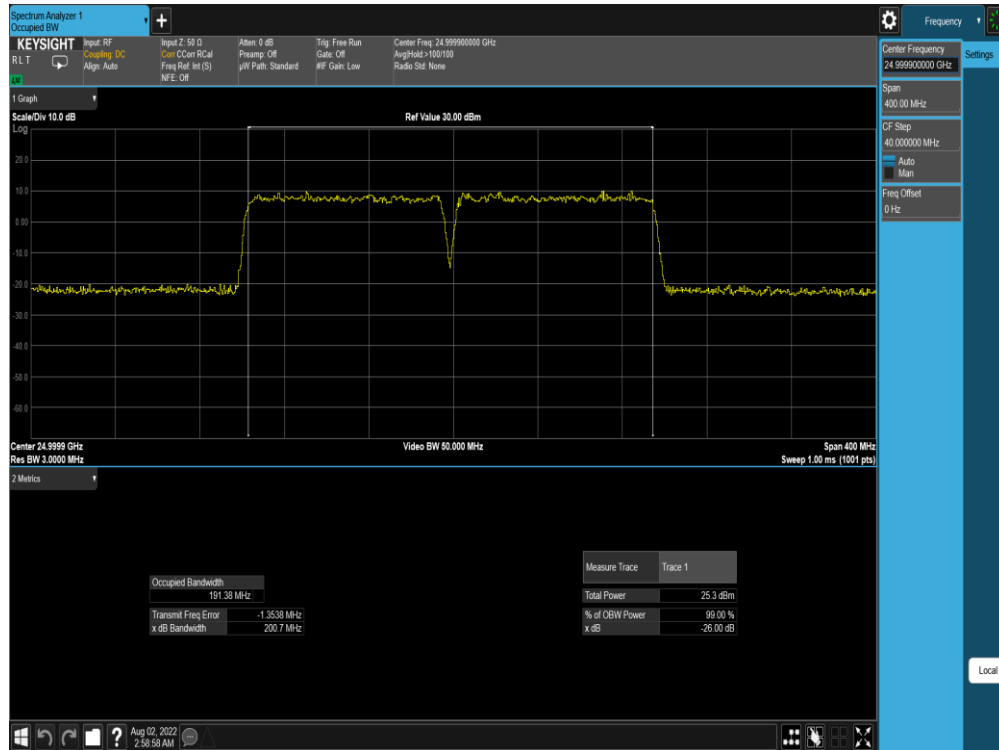 Spectrum Analyzer 1
Occupied BW
Frequency
KEYSIGHT
R L T
Input: RF
Coupling: DC
Align: Auto
Input Z: 50 Ω
Corr CCorr RCal
Freq Ref: Int (S)
NFE: Off
Atten: 0 dB
Preamp: Off
µW Path: Standard
Trig: Free Run
Gate: Off
#IF Gain: Low
Center Freq: 24.999900000 GHz
Avg|Hold:>100/100
Radio Std: None
Center Frequency
24.999900000 GHz
Settings
Span
400.00 MHz
CF Step
40.000000 MHz
Auto
Man
Freq Offset
0 Hz
1 Graph
Scale/Div 10.0 dB
Ref Value 30.00 dBm
Log
20.0
10.0
0.00
-10.0
-20.0
-30.0
-40.0
-50.0
-60.0
Center 24.9999 GHz
Video BW 50.000 MHz
Span 400 MHz
Res BW 3.0000 MHz
Sweep 1.00 ms (1001 pts)
2 Metrics
Measure Trace
Trace 1
Occupied Bandwidth
191.38 MHz
Total Power
25.3 dBm
Transmit Freq Error
-1.3538 MHz
% of OBW Power
99.00 %
x dB Bandwidth
200.7 MHz
x dB
-26.00 dB
Local
Aug 02, 2022
2:58:58 AM